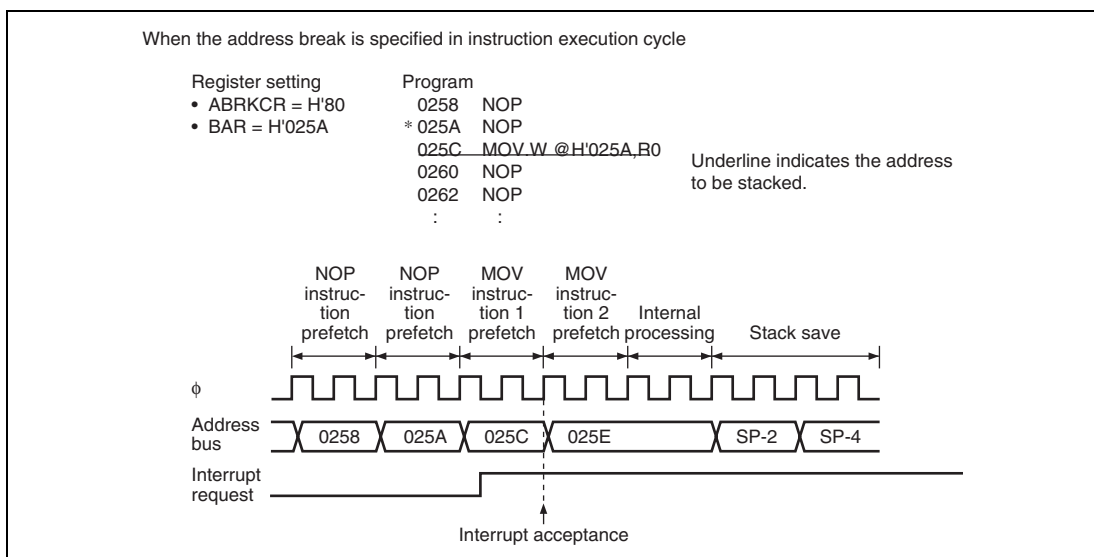 When the address break is specified in instruction execution cycle
Register setting
• ABRKCR = H'80
• BAR = H'025A
Program
0258 NOP
* 025A NOP
025C MOV.W @H'025A,R0
0260 NOP
0262 NOP
: :
Underline indicates the address
to be stacked.
NOP
instruc-
tion
prefetch
NOP
instruc-
tion
prefetch
MOV
instruc-
tion 1
prefetch
MOV
instruc-
tion 2
prefetch
Internal
processing
Stack save
φ
Address
bus
0258 025A 025C 025E SP-2 SP-4
Interrupt
request
Interrupt acceptance